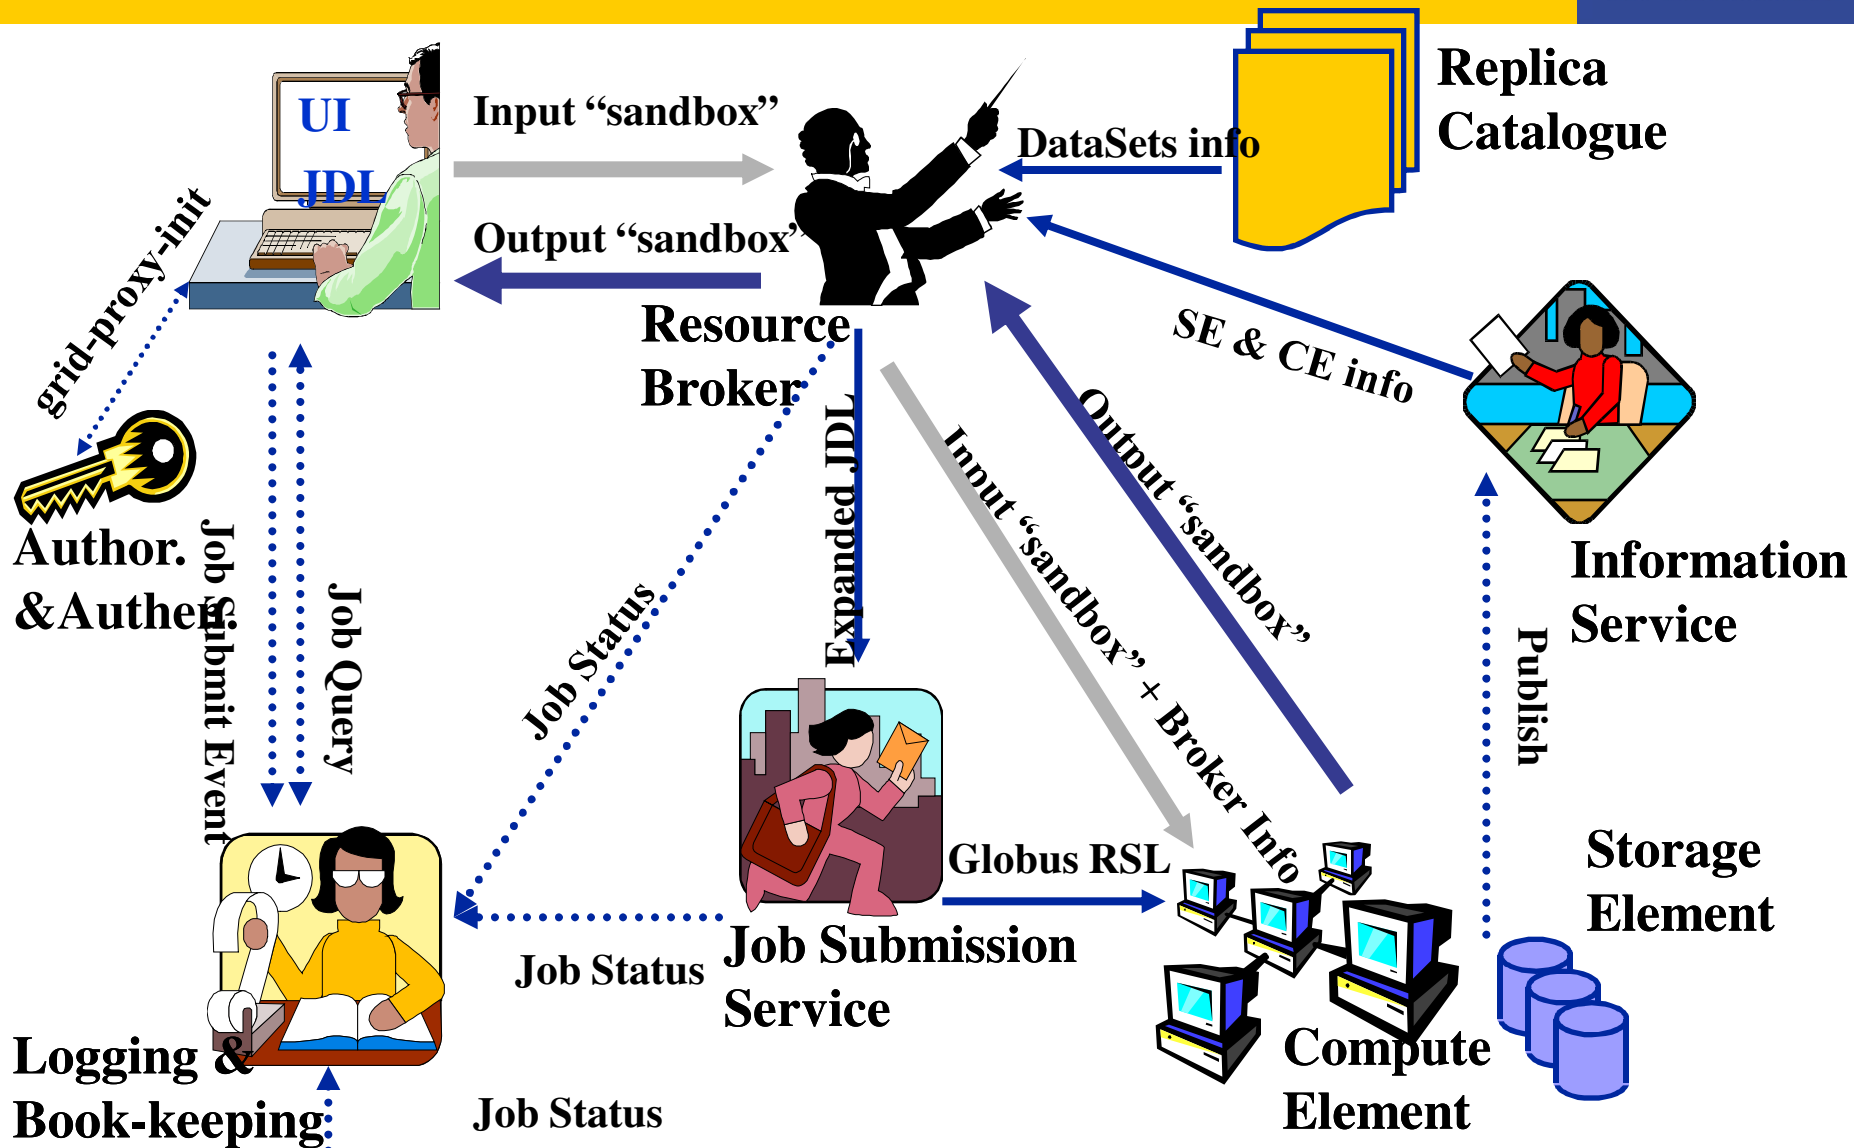 UI
JDL
Input “sandbox”
Output “sandbox”
DataSets info
Replica
Catalogue
grid-proxy-init
Resource
Broker
SE & CE info
Author.
&Authen.
Job Submit Event
Job Query
Job Status
Expanded JDL
Input “sandbox” + Broker Info
Output “sandbox”
Information
Service
Publish
Globus RSL
Storage
Element
Job Status
Job Submission
Service
Compute
Element
Logging &
Book-keeping
Job Status